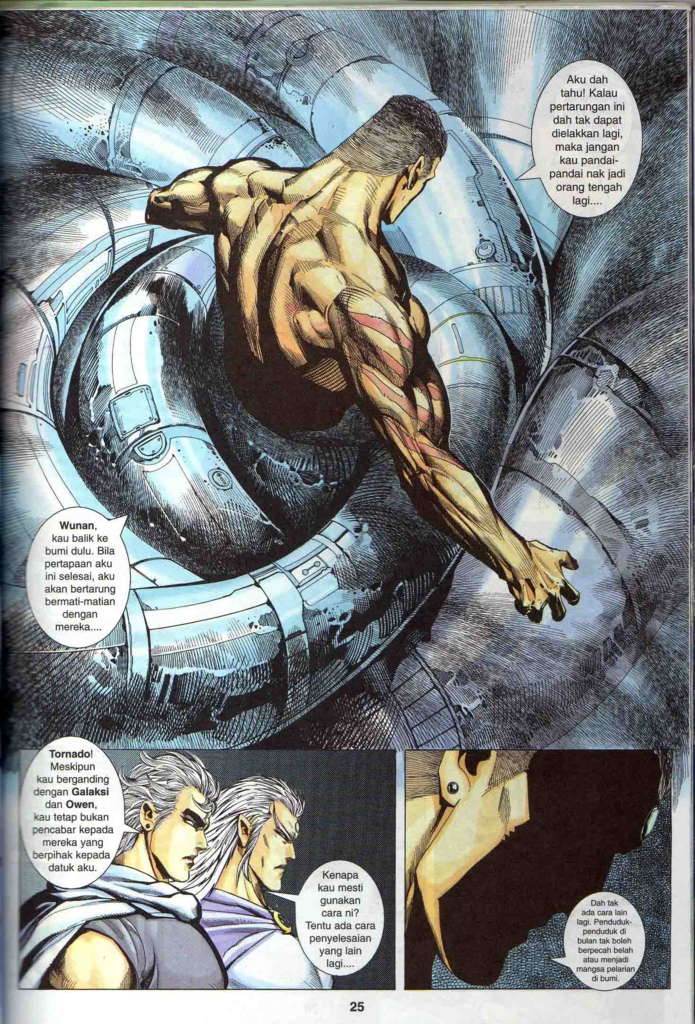 Aku dah
tahu! Kalau
pertarungan ini
dah tak dapat
dielakkan lagi,
maka jangan
kau pandai-
pandai nak jadi
orang tengah
lagi....
Wunan,
kau balik ke
bumi dulu. Bila
pertapaan aku
ini selesai, aku
akan bertarung
bermati-matian
dengan
mereka....
Tornado!
Meskipun
kau berganding
dengan Galaksi
dan Owen,
kau tetap bukan
pencabar kepada
mereka yang
berpihak kepada
datuk aku.
Kenapa
kau mesti
gunakan
cara ni?
Tentu ada cara
penyelesaian
yang lain
lagi....
Dah tak
ada cara lain
lagi. Penduduk-
penduduk di
bulan tak boleh
berpecah belah
atau menjadi
mangsa pelarian
di bumi.
25